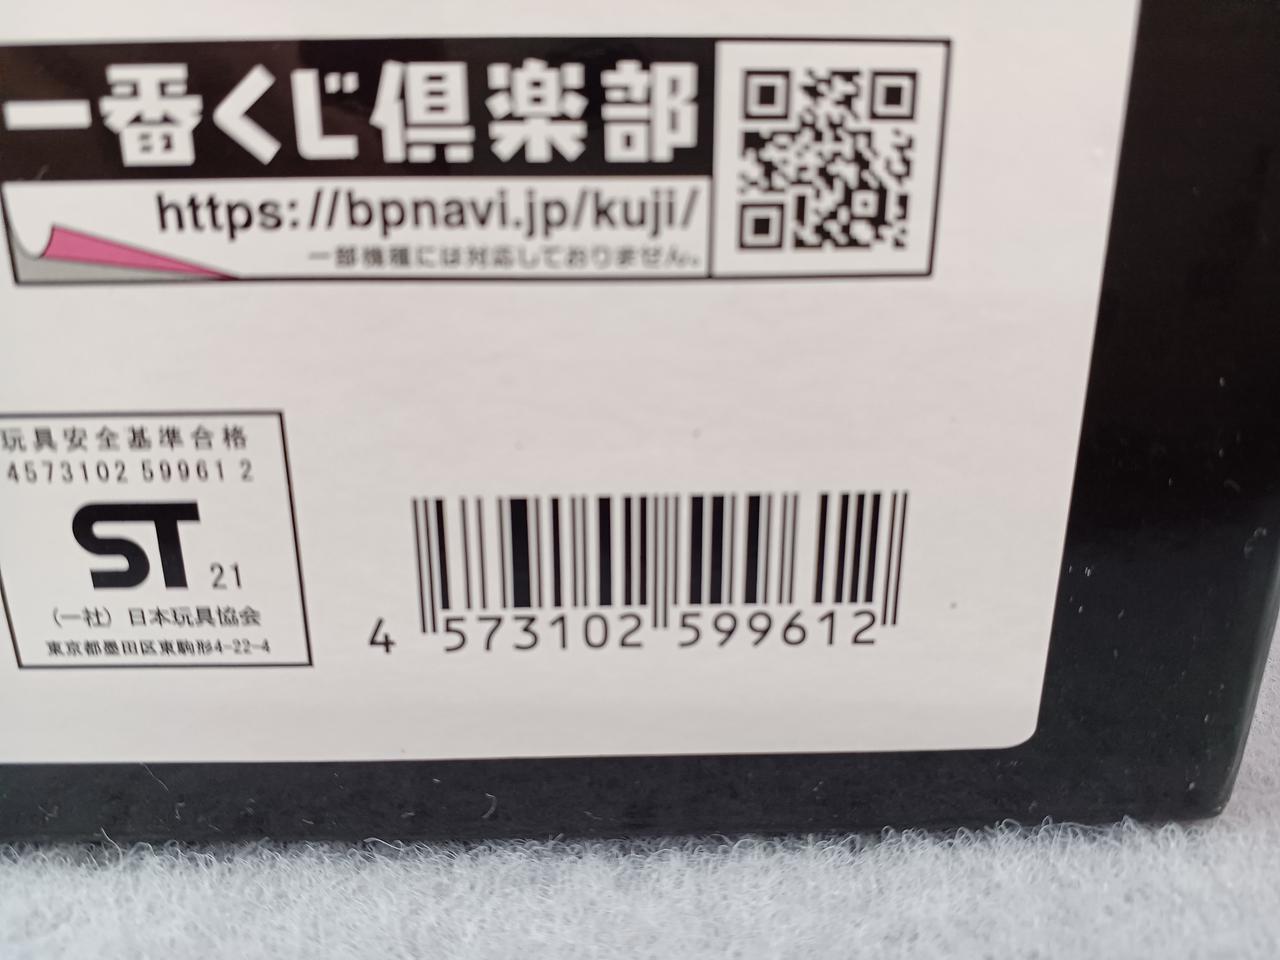 一番くじ倶楽部
https://bpnavi.jp/kuji/
一部機種には対応しておりません。
玩具安全基準合格
4573102 59961 2
ST 21
(一社) 日本玩具協会
東京都墨田区東駒形4-22-4
4 573102 599612